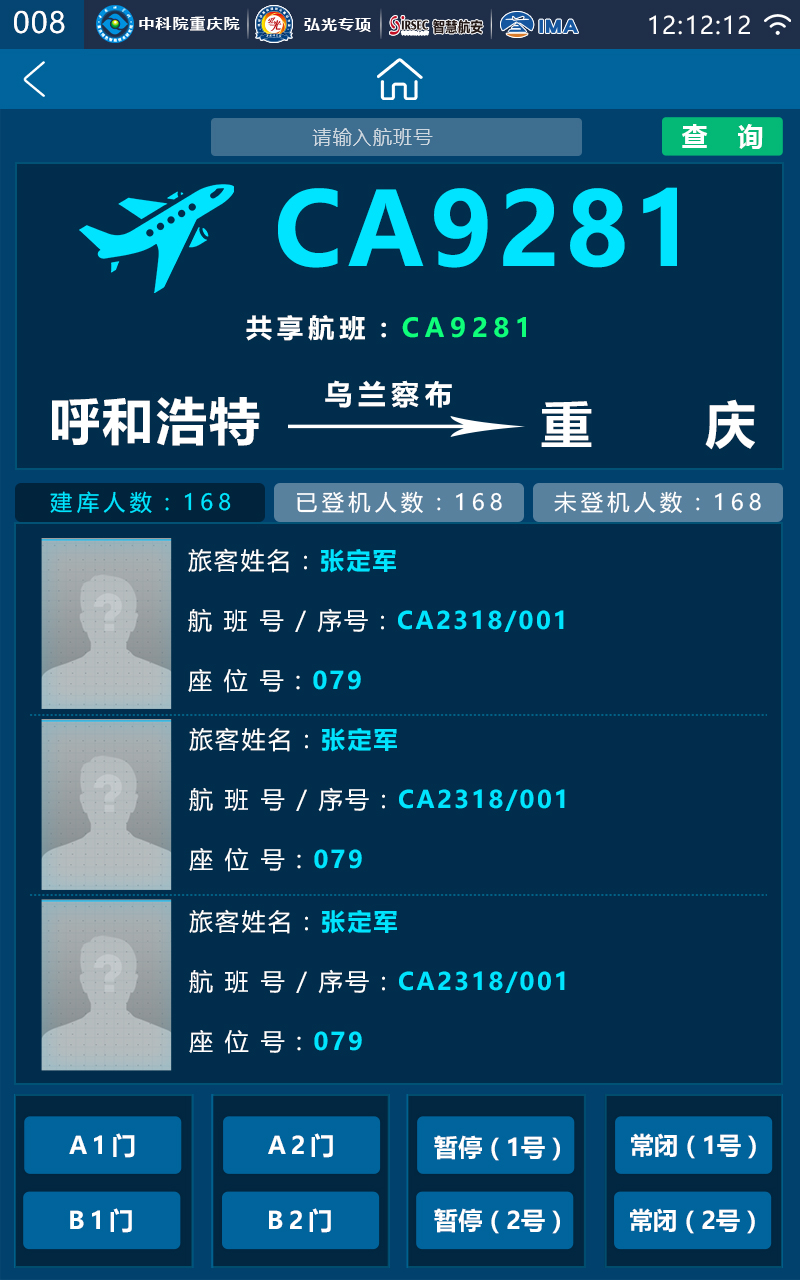 008 中科院重庆院 弘光专项 SiRSEC 智慧航安 IMA 12:12:12
请输入航班号 查 询
CA9281
共享航班：CA9281
乌兰察布
呼和浩特 重 庆
建库人数：168 已登机人数：168 未登机人数：168
旅客姓名：张定军
航 班 号 / 序号：CA2318/001
座 位 号：079
旅客姓名：张定军
航 班 号 / 序号：CA2318/001
座 位 号：079
旅客姓名：张定军
航 班 号 / 序号：CA2318/001
座 位 号：079
A1门 A2门 暂停（1号） 常闭（1号）
B1门 B2门 暂停（2号） 常闭（2号）